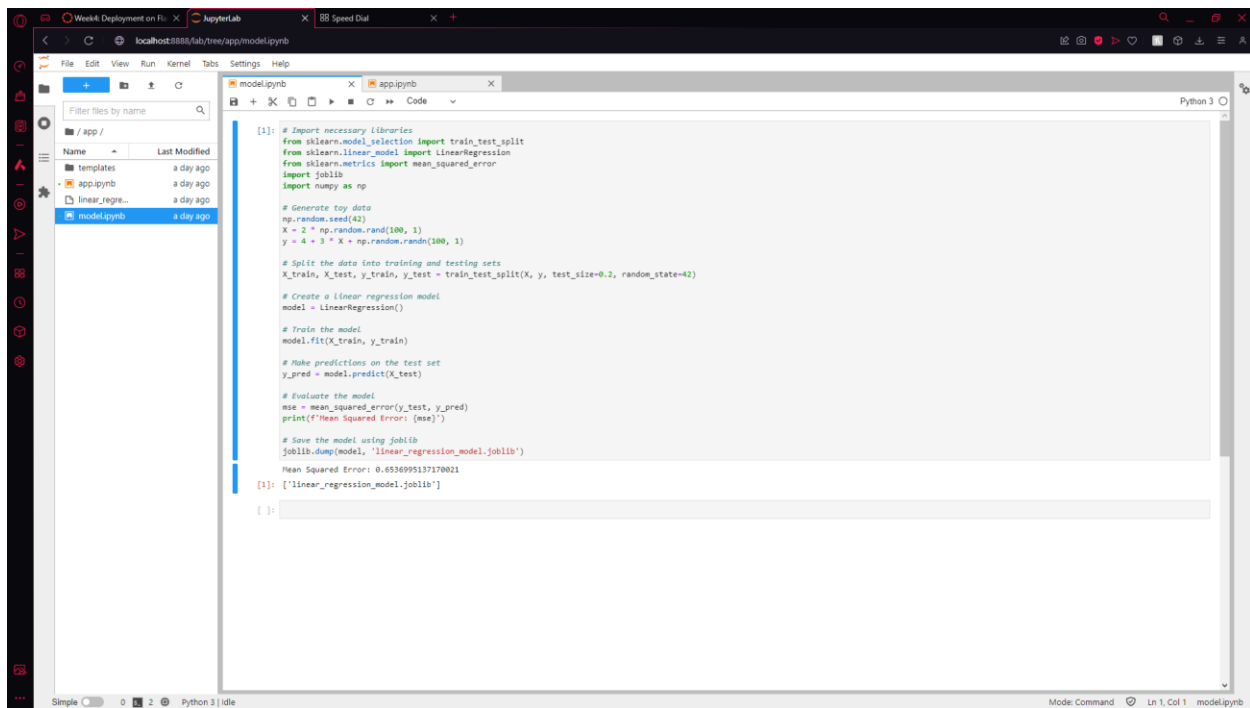 Week4: Deployment on Fla
JupyterLab
Speed Dial
localhost:8888/lab/tree/app/model.ipynb
File Edit View Run Kernel Tabs Settings Help
model.ipynb
app.ipynb
Code
Python 3
Filter files by name
/ app /
Name Last Modified
templates a day ago
app.ipynb a day ago
linear_regre... a day ago
model.ipynb a day ago
[1]: # Import necessary libraries
from sklearn.model_selection import train_test_split
from sklearn.linear_model import LinearRegression
from sklearn.metrics import mean_squared_error
import joblib
import numpy as np
# Generate toy data
np.random.seed(42)
X = 2 * np.random.rand(100, 1)
y = 4 + 3 * X + np.random.randn(100, 1)
# Split the data into training and testing sets
X_train, X_test, y_train, y_test = train_test_split(X, y, test_size=0.2, random_state=42)
# Create a linear regression model
model = LinearRegression()
# Train the model
model.fit(X_train, y_train)
# Make predictions on the test set
y_pred = model.predict(X_test)
# Evaluate the model
mse = mean_squared_error(y_test, y_pred)
print(f'Mean Squared Error: {mse}')
# Save the model using joblib
joblib.dump(model, 'linear_regression_model.joblib')
Mean Squared Error: 0.6536995137170021
[1]: ['linear_regression_model.joblib']
[ ]:
Simple 0 2 Python 3 | Idle
Mode: Command Ln 1, Col 1 model.ipynb